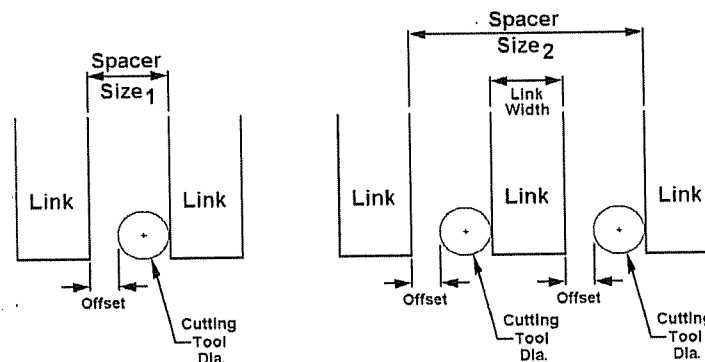 Spacer
Size1
Link
Link
Offset
Cutting
Tool
Dia.
Spacer
Size2
Link
Width
Link
Link
Link
Offset
Offset
Cutting
Tool
Dia.
Cutting
Tool
Dia.